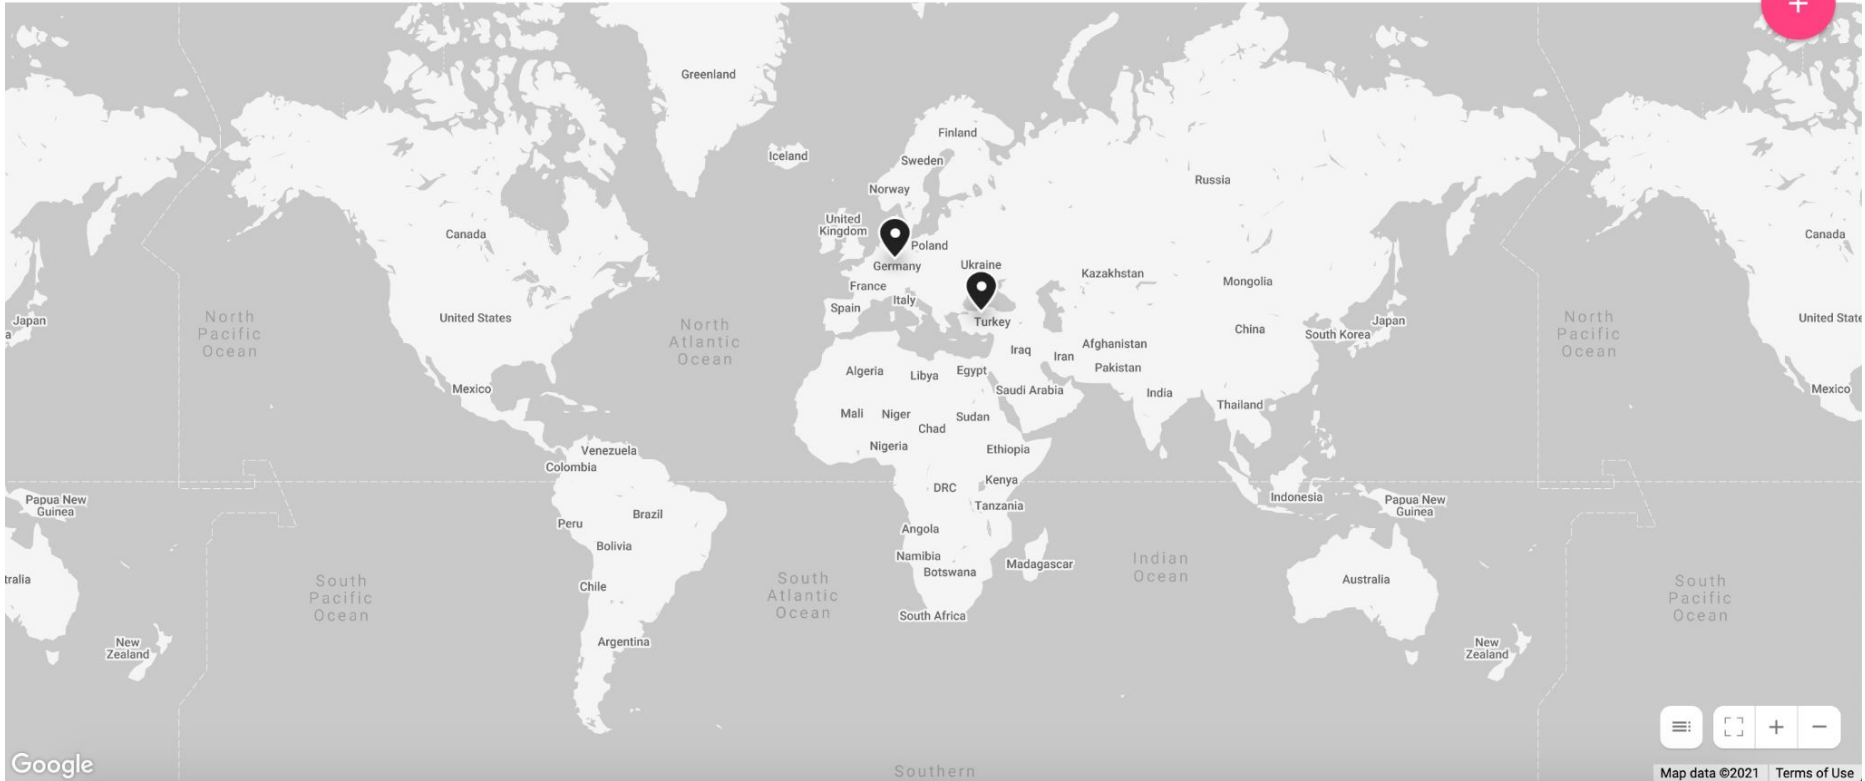 Greenland
Finland
Iceland
Sweden
Russia
Norway
United
Kingdom
Canada
Canada
Poland
Germany
Ukraine
Kazakhstan
Mongolia
France
Italy
Spain
United States
North
Pacific
Ocean
North
Atlantic
Ocean
Turkey
China
Japan
South Korea
Japan
a
North
Pacific
Ocean
United State
Iraq
Iran
Afghanistan
Pakistan
Algeria
Libya
Egypt
Saudi Arabia
India
Mexico
Mexico
Thailand
Mali
Niger
Chad
Sudan
Nigeria
Ethiopia
Venezuela
Colombia
DRC
Kenya
Tanzania
Indonesia
Papua New
Guinea
Papua New
Guinea
Peru
Brazil
Bolivia
Angola
Namibia
Botswana
Madagascar
Indian
Ocean
tralia
Australia
South
Pacific
Ocean
Chile
South
Atlantic
Ocean
South
Pacific
Ocean
South Africa
Argentina
New
Zealand
New
Zealand
Google
Southern
Map data ©2021
Terms of Use